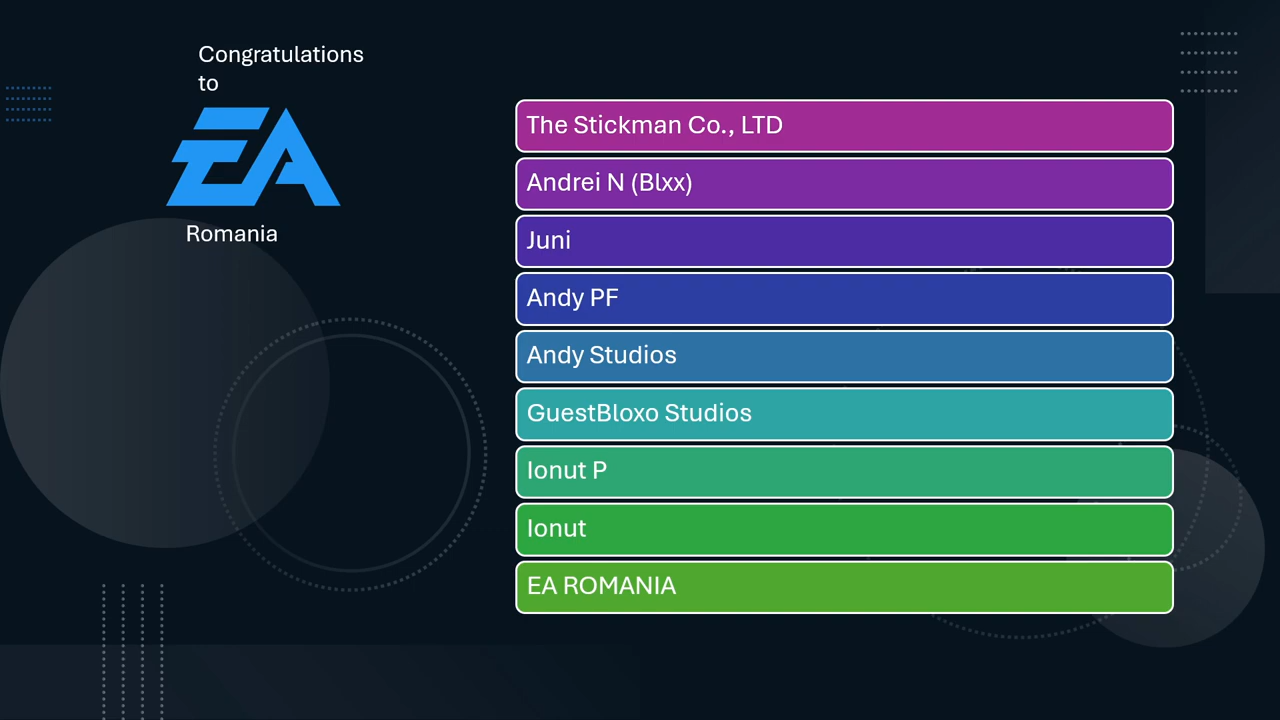 Congratulations
to
EA
Romania
The Stickman Co., LTD
Andrei N (Blxx)
Juni
Andy PF
Andy Studios
GuestBloxo Studios
Ionut P
Ionut
EA ROMANIA